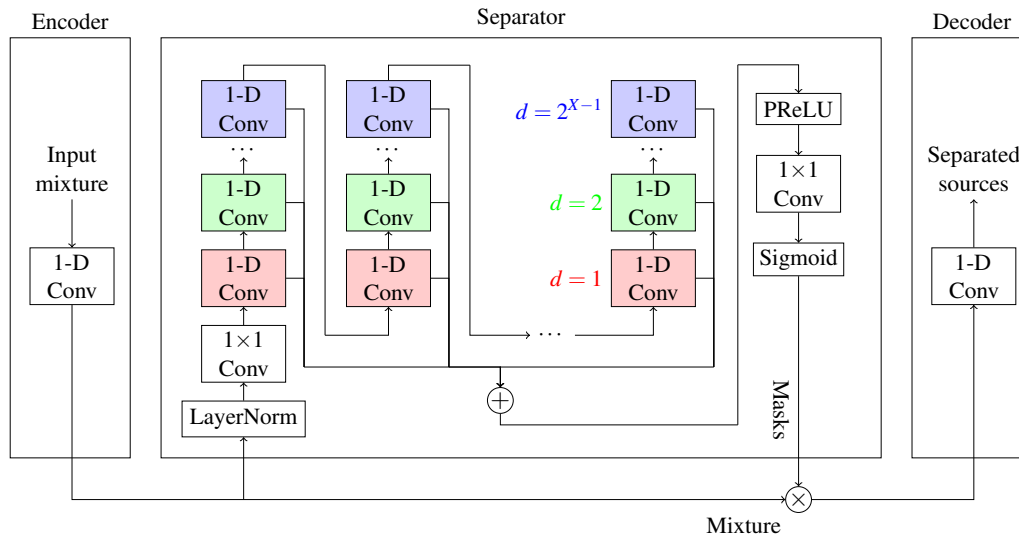 Encoder
Separator
Decoder
Input
mixture
1-D
Conv
1-D
Conv
⋯
1-D
Conv
1-D
Conv
1×1
Conv
LayerNorm
1-D
Conv
⋯
1-D
Conv
1-D
Conv
⋯
d = 2^{X−1}
1-D
Conv
⋯
d = 2
1-D
Conv
d = 1
1-D
Conv
+
PReLU
1×1
Conv
Sigmoid
Masks
×
Mixture
Separated
sources
1-D
Conv